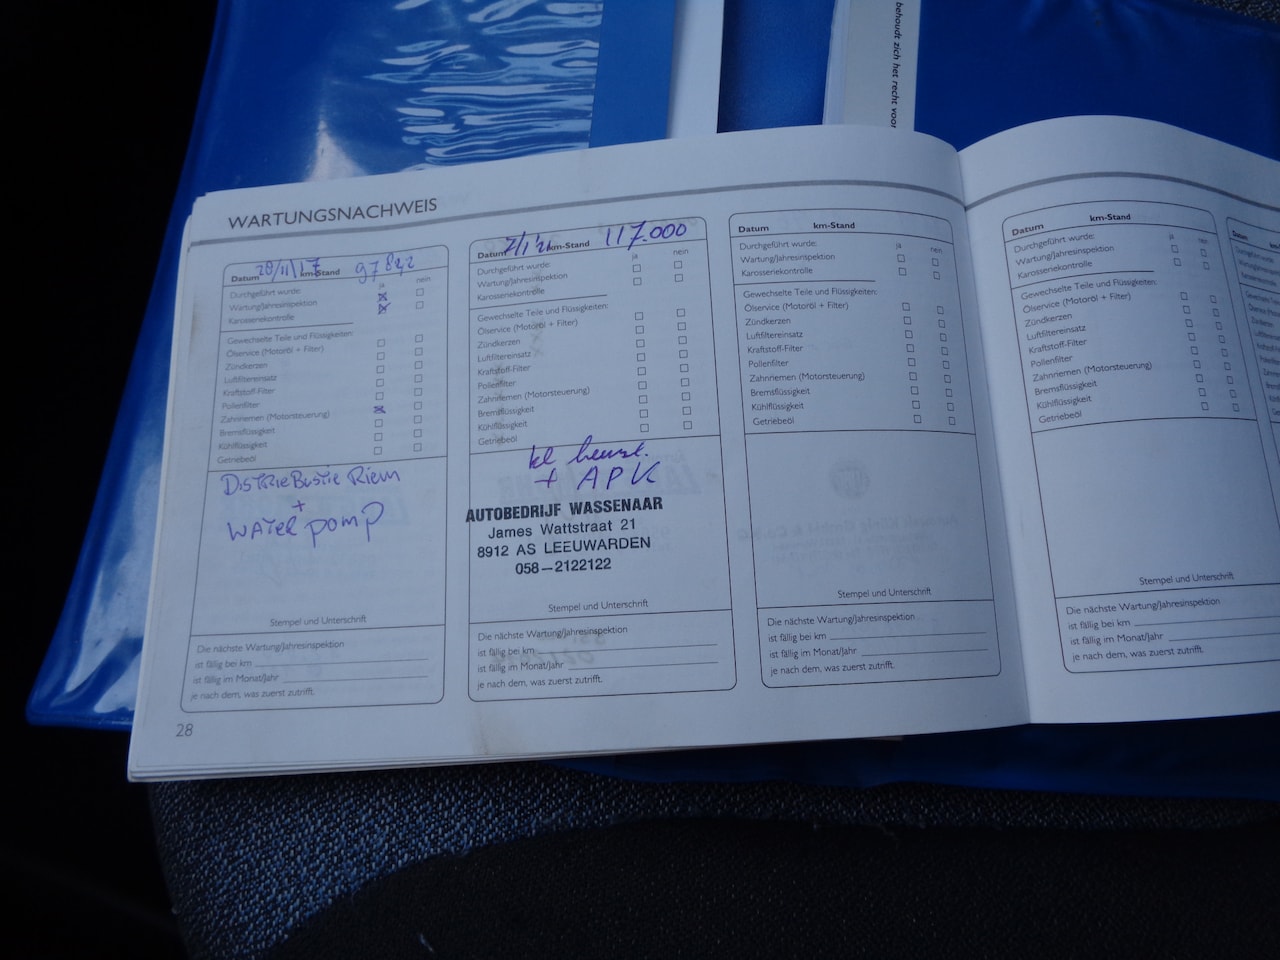 behoudt zich het recht voor
WARTUNGSNACHWEIS
Datum 28/11/17 km-Stand 97822
ja nein
Durchgeführt wurde:
Wartung/Jahresinspektion
Karosseriekontrolle
Gewechselte Teile und Flüssigkeiten:
Ölservice (Motoröl + Filter)
Zündkerzen
Luftfiltereinsatz
Kraftstoff-Filter
Pollenfilter
Zahnriemen (Motorsteuerung)
Bremsflüssigkeit
Kühlflüssigkeit
Getriebeöl
DISTRIEBUSTIE RIEM
+
WATER POMP
Stempel und Unterschrift
Die nächste Wartung/Jahresinspektion
ist fällig bei km
ist fällig im Monat/Jahr
je nach dem, was zuerst zutrifft.
28
Datum km-Stand 117.000
ja nein
Durchgeführt wurde:
Wartung/Jahresinspektion
Karosseriekontrolle
Gewechselte Teile und Flüssigkeiten:
Ölservice (Motoröl + Filter)
Zündkerzen
Luftfiltereinsatz
Kraftstoff-Filter
Pollenfilter
Zahnriemen (Motorsteuerung)
Bremsflüssigkeit
Kühlflüssigkeit
Getriebeöl
kl beurt.
+ APK
AUTOBEDRIJF WASSENAAR
James Wattstraat 21
8912 AS LEEUWARDEN
058-2122122
Stempel und Unterschrift
Die nächste Wartung/Jahresinspektion
ist fällig bei km
ist fällig im Monat/Jahr
je nach dem, was zuerst zutrifft.
Datum km-Stand
ja nein
Durchgeführt wurde:
Wartung/Jahresinspektion
Karosseriekontrolle
Gewechselte Teile und Flüssigkeiten:
Ölservice (Motoröl + Filter)
Zündkerzen
Luftfiltereinsatz
Kraftstoff-Filter
Pollenfilter
Zahnriemen (Motorsteuerung)
Bremsflüssigkeit
Kühlflüssigkeit
Getriebeöl
Stempel und Unterschrift
Die nächste Wartung/Jahresinspektion
ist fällig bei km
ist fällig im Monat/Jahr
je nach dem, was zuerst zutrifft.
Datum km-Stand
ja nein
Durchgeführt wurde:
Wartung/Jahresinspektion
Karosseriekontrolle
Gewechselte Teile und Flüssigkeiten:
Ölservice (Motoröl + Filter)
Zündkerzen
Luftfiltereinsatz
Kraftstoff-Filter
Pollenfilter
Zahnriemen (Motorsteuerung)
Bremsflüssigkeit
Kühlflüssigkeit
Getriebeöl
Stempel und Unterschrift
Die nächste Wartung/Jahresinspektion
ist fällig bei km
ist fällig im Monat/Jahr
je nach dem, was zuerst zutrifft.
Datum